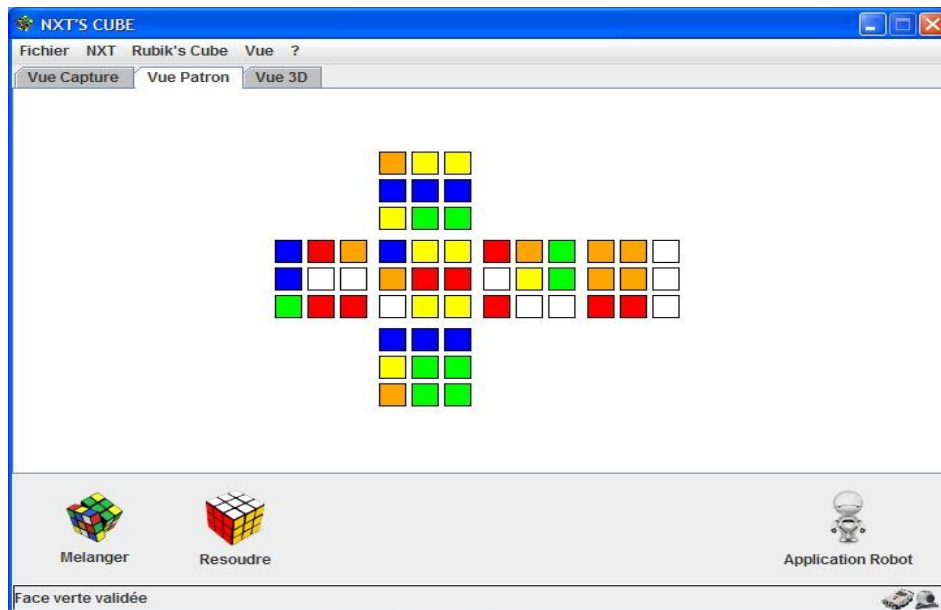 NXT'S CUBE
Fichier NXT Rubik's Cube Vue ?
Vue Capture Vue Patron Vue 3D
Melanger Resoudre Application Robot
Face verte validée